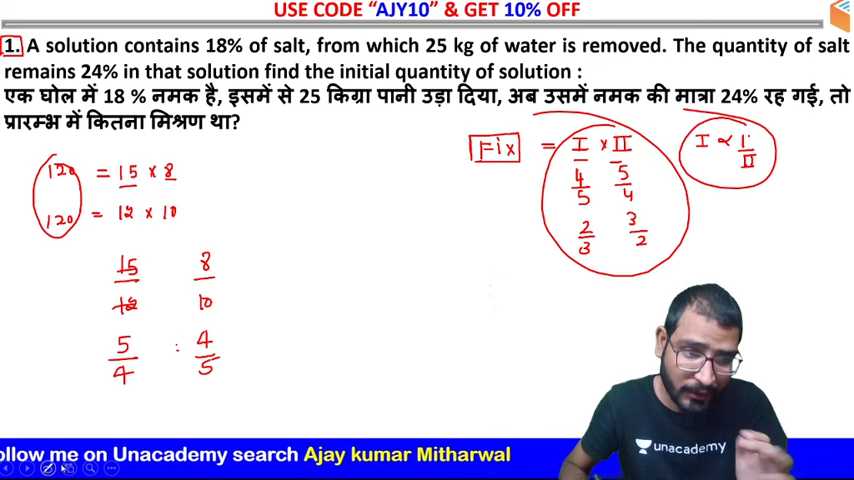 USE CODE “AJY10” & GET 10% OFF
1. A solution contains 18% of salt, from which 25 kg of water is removed. The quantity of salt
remains 24% in that solution find the initial quantity of solution :
एक घोल में 18 % नमक है, इसमें से 25 किग्रा पानी उड़ा दिया, अब उसमें नमक की मात्रा 24% रह गई, तो
प्रारम्भ में कितना मिश्रण था?
Fix = I × II
I ∝ 1/II
4/5 5/4
2/3 3/2
120 = 15 × 8
120 = 12 × 10
15/12 8/10
5/4 : 4/5
unacademy
ollow me on Unacademy search Ajay kumar Mitharwal